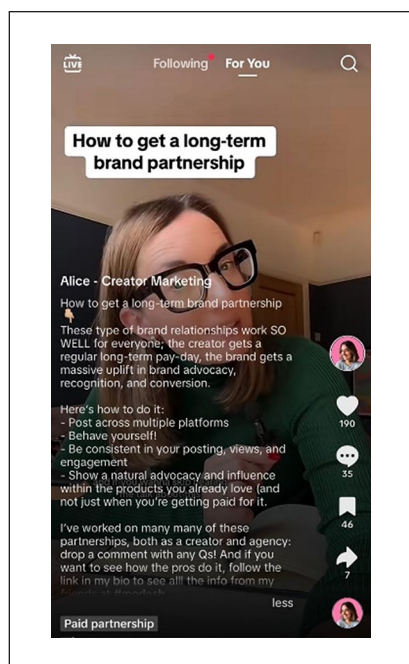 LIVE
Following
For You
How to get a long-term
brand partnership
Alice - Creator Marketing
How to get a long-term brand partnership
👇
These type of brand relationships work SO
WELL for everyone; the creator gets a
regular long-term pay-day, the brand gets a
massive uplift in brand advocacy,
recognition, and conversion.
Here's how to do it:
- Post across multiple platforms
- Behave yourself!
- Be consistent in your posting, views, and
engagement
- Show a natural advocacy and influence
within the products you already love (and
not just when you're getting paid for it.
I've worked on many many of these
partnerships, both as a creator and agency:
drop a comment with any Qs! And if you
want to see how the pros do it, follow the
link in my bio to see alll the info from my
friends at #modash
less
Paid partnership
190
35
46
7